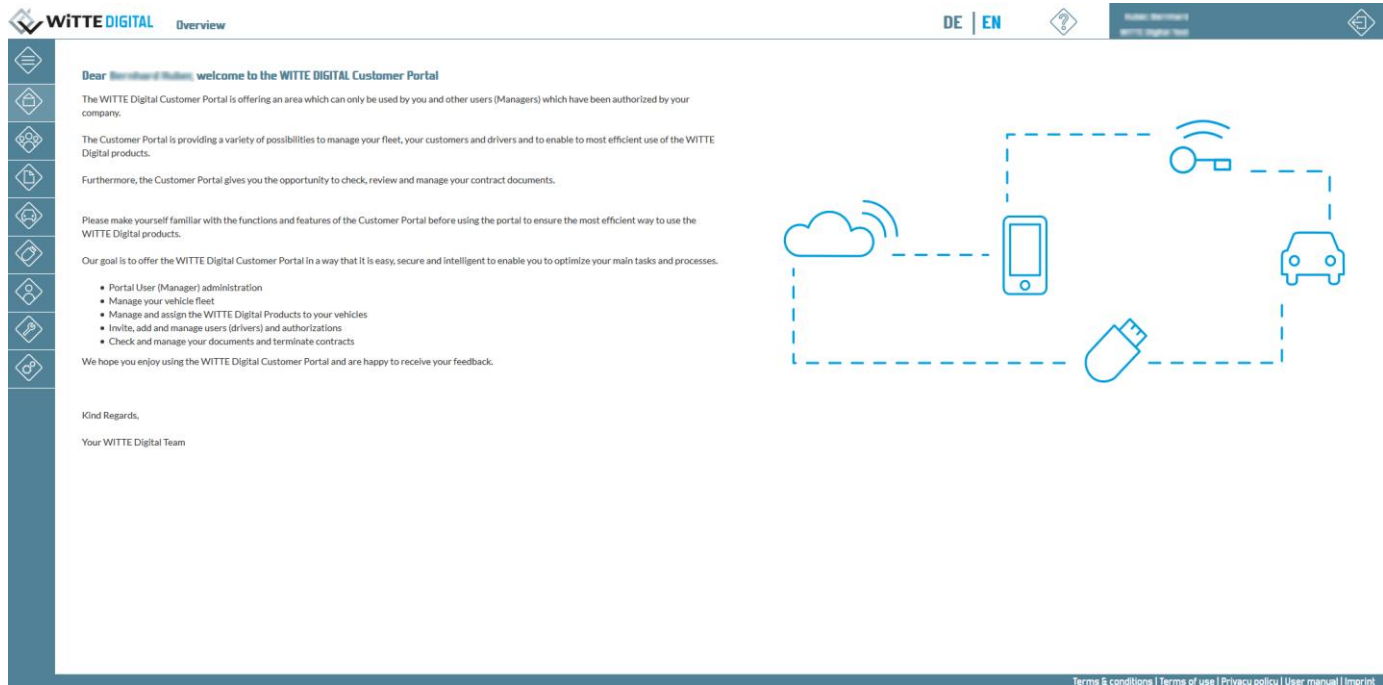 WiTTE DIGITAL Overview DE | EN ?
Dear welcome to the WITTE DIGITAL Customer Portal
The WITTE Digital Customer Portal is offering an area which can only be used by you and other users (Managers) which have been authorized by your
company.
The Customer Portal is providing a variety of possibilities to manage your fleet, your customers and drivers and to enable to most efficient use of the WITTE
Digital products.
Furthermore, the Customer Portal gives you the opportunity to check, review and manage your contract documents.
Please make yourself familiar with the functions and features of the Customer Portal before using the portal to ensure the most efficient way to use the
WITTE Digital products.
Our goal is to offer the WITTE Digital Customer Portal in a way that it is easy, secure and intelligent to enable you to optimize your main tasks and processes.
• Portal User (Manager) administration
• Manage your vehicle fleet
• Manage and assign the WITTE Digital Products to your vehicles
• Invite, add and manage users (drivers) and authorizations
• Check and manage your documents and terminate contracts
We hope you enjoy using the WITTE Digital Customer Portal and are happy to receive your feedback.
Kind Regards,
Your WITTE Digital Team
Terms & conditions | Terms of use | Privacy policy | User manual | Imprint